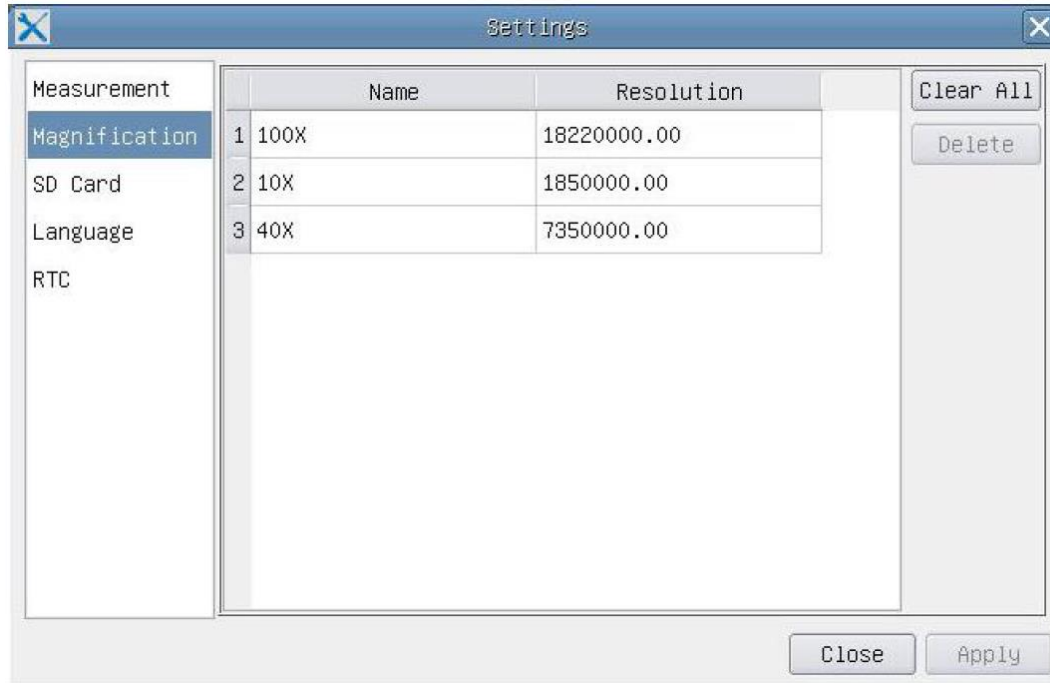 Settings
Measurement
Magnification
SD Card
Language
RTC
Name Resolution
1 100X 18220000.00
2 10X 1850000.00
3 40X 7350000.00
Clear All
Delete
Close Apply